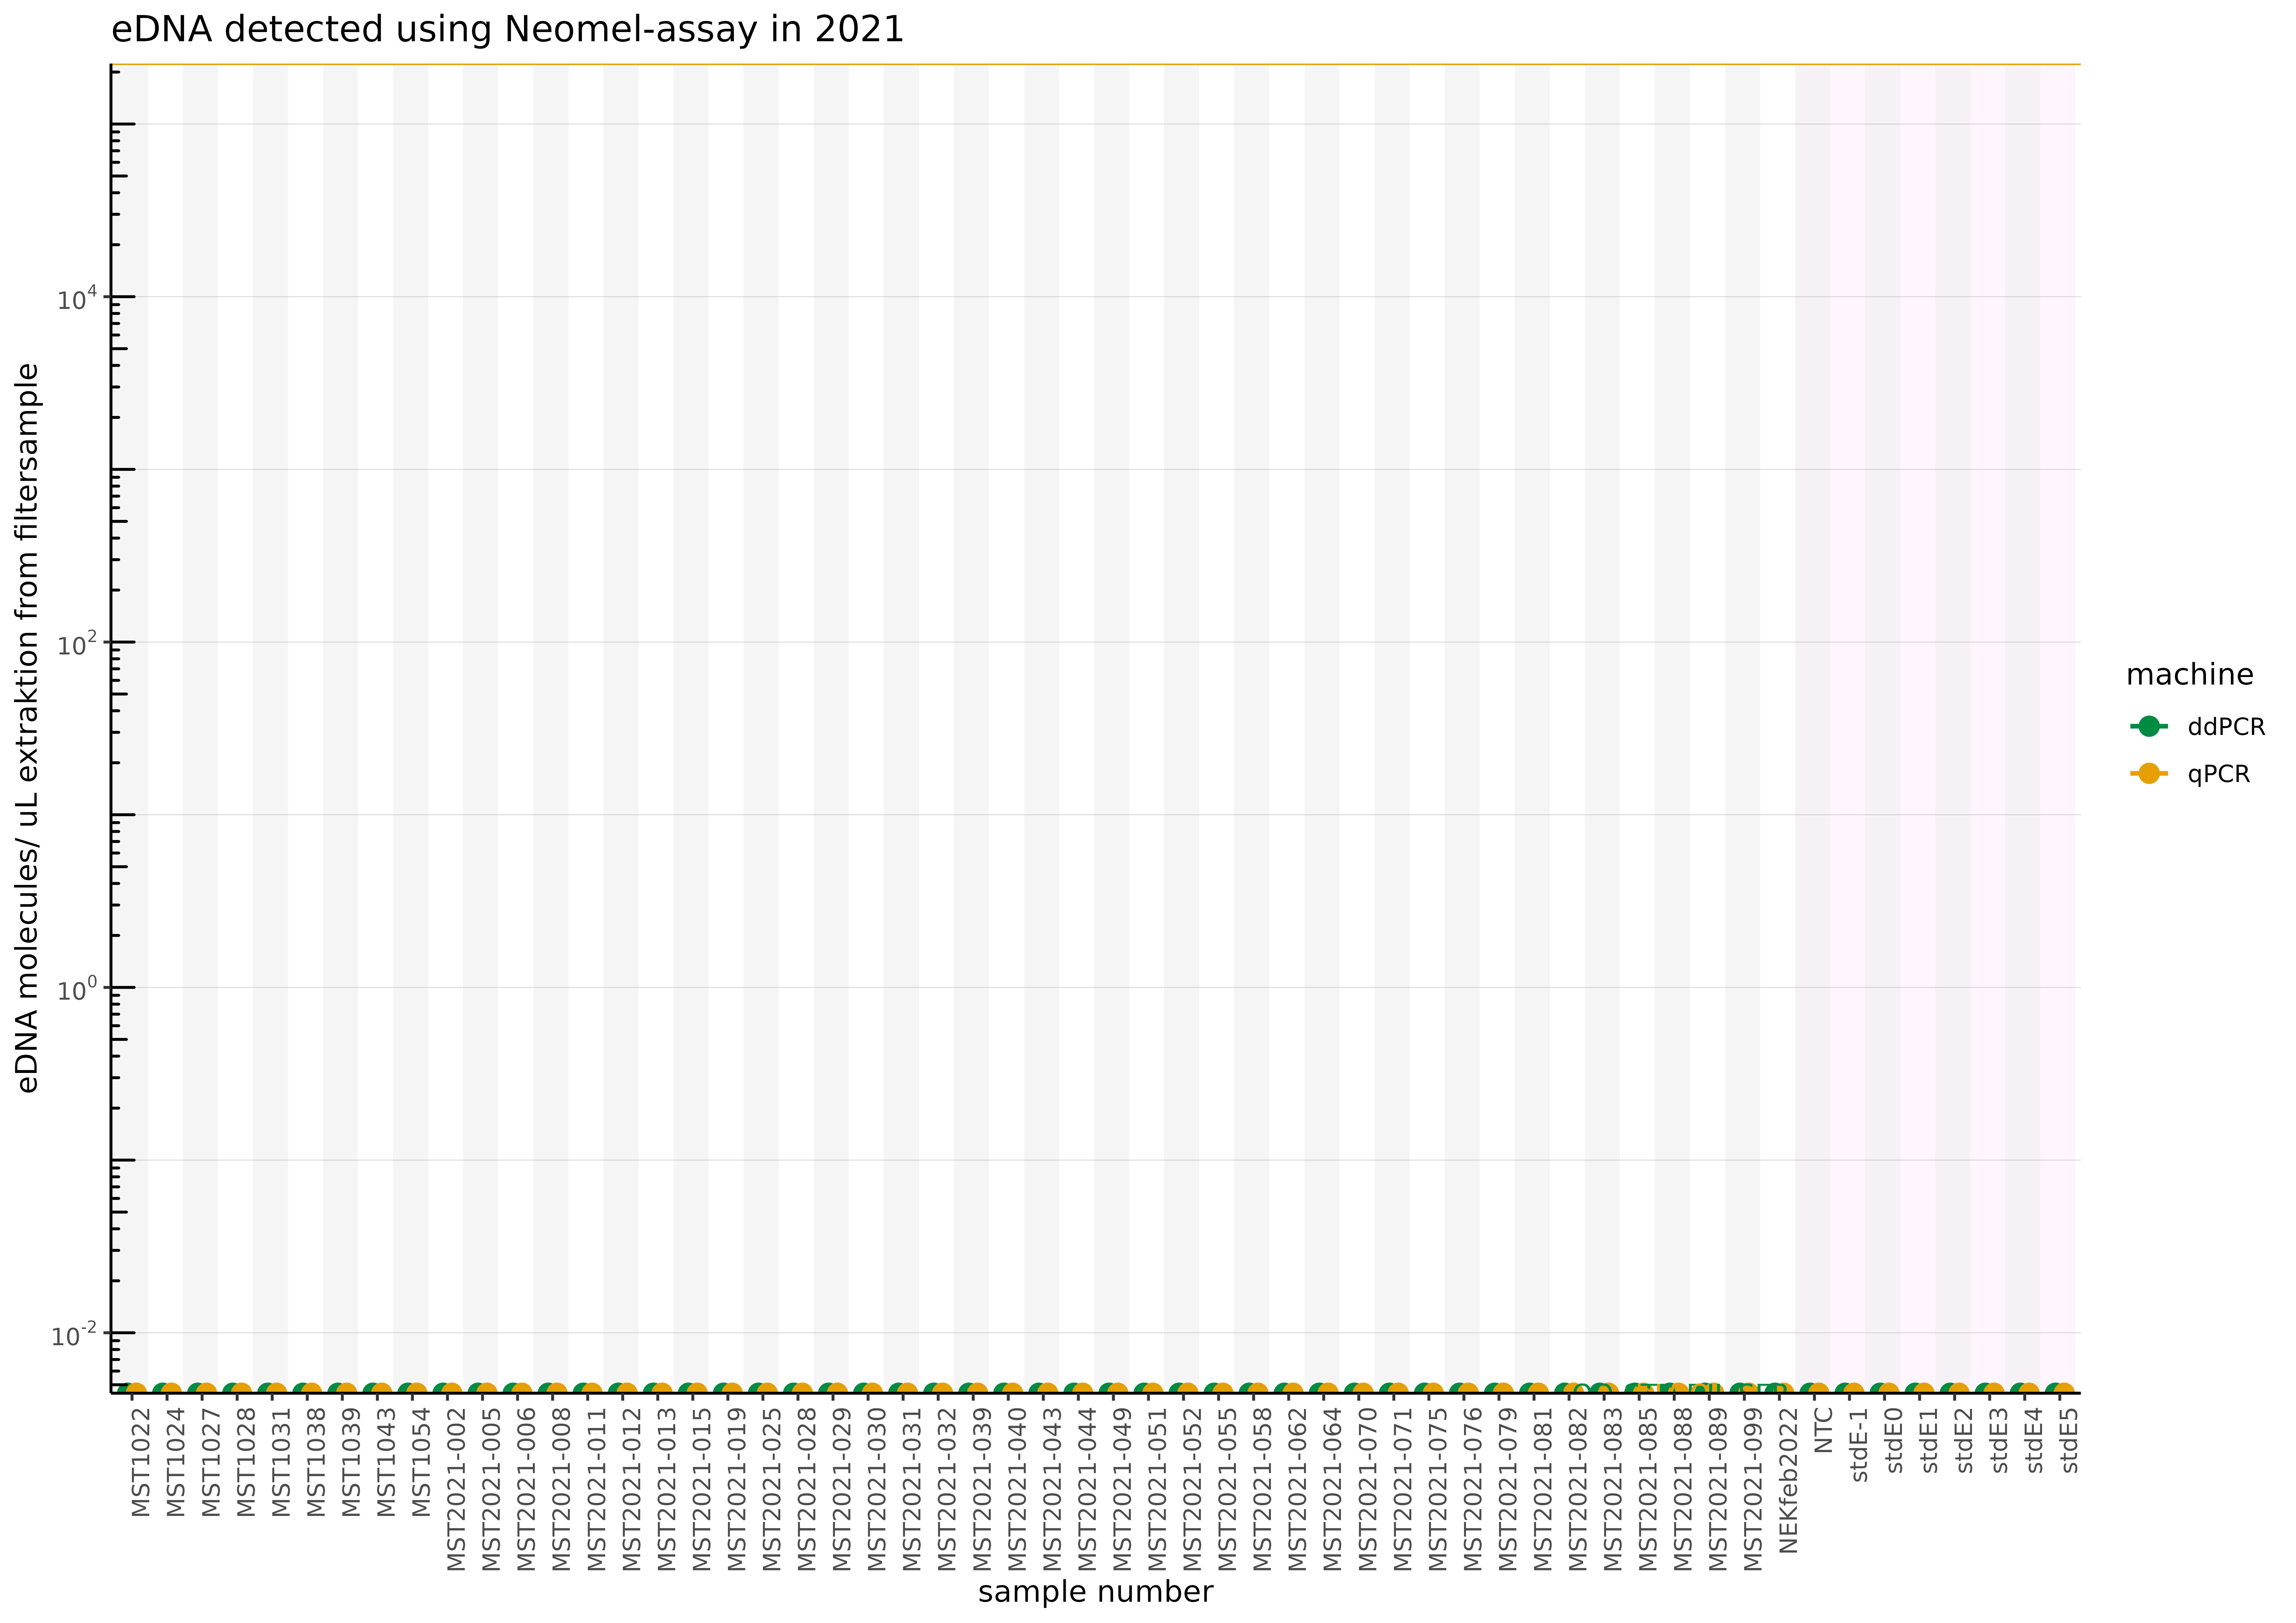 eDNA detected using Neomel-assay in 2021
eDNA molecules/ uL extraktion from filtersample
10^4
10^2
10^0
10^-2
MST1022
MST1024
MST1027
MST1028
MST1031
MST1038
MST1039
MST1043
MST1054
MST2021-002
MST2021-005
MST2021-006
MST2021-008
MST2021-011
MST2021-012
MST2021-013
MST2021-015
MST2021-019
MST2021-025
MST2021-028
MST2021-029
MST2021-030
MST2021-031
MST2021-032
MST2021-039
MST2021-040
MST2021-043
MST2021-044
MST2021-049
MST2021-051
MST2021-052
MST2021-055
MST2021-058
MST2021-062
MST2021-064
MST2021-070
MST2021-071
MST2021-075
MST2021-076
MST2021-079
MST2021-081
MST2021-082
MST2021-083
MST2021-085
MST2021-088
MST2021-089
MST2021-099
NEKfeb2022
NTC
stdE-1
stdE0
stdE1
stdE2
stdE3
stdE4
stdE5
sample number
machine
ddPCR
qPCR